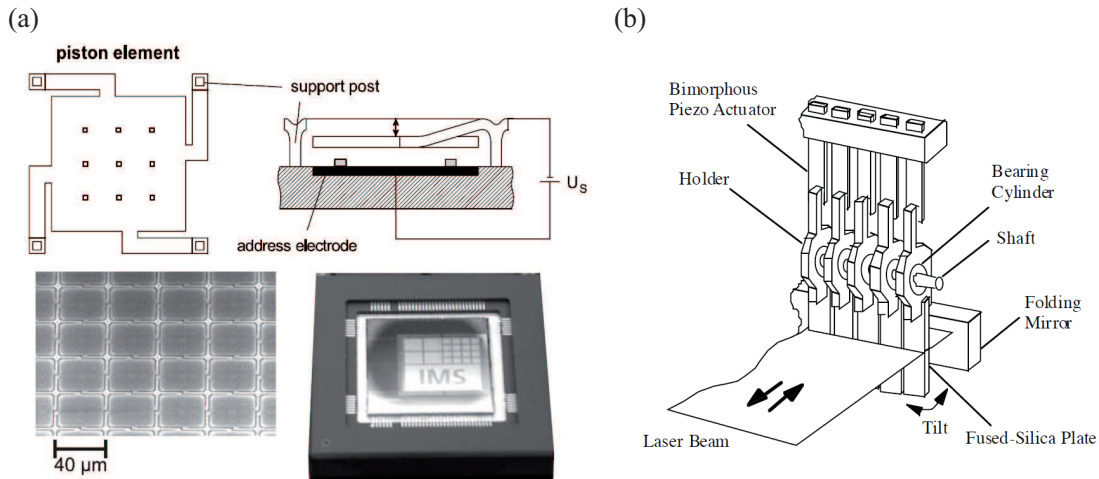 (a)
piston element
support post
U_S
address electrode
40 μm
IMS
(b)
Bimorphous
Piezo Actuator
Holder
Bearing
Cylinder
Shaft
Folding
Mirror
Laser Beam
Tilt
Fused-Silica Plate